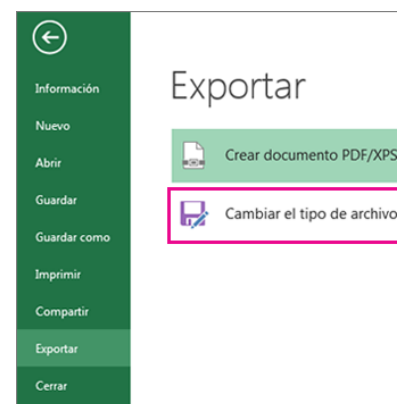 Información
Nuevo
Abrir
Guardar
Guardar como
Imprimir
Compartir
Exportar
Cerrar
Exportar
Crear documento PDF/XPS
Cambiar el tipo de archivo